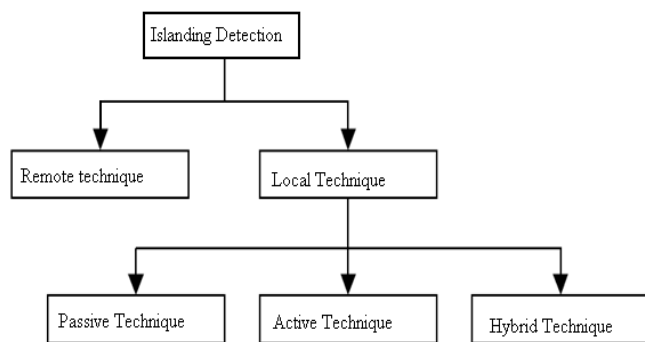 Islanding Detection
Remote technique
Local Technique
Passive Technique
Active Technique
Hybrid Technique